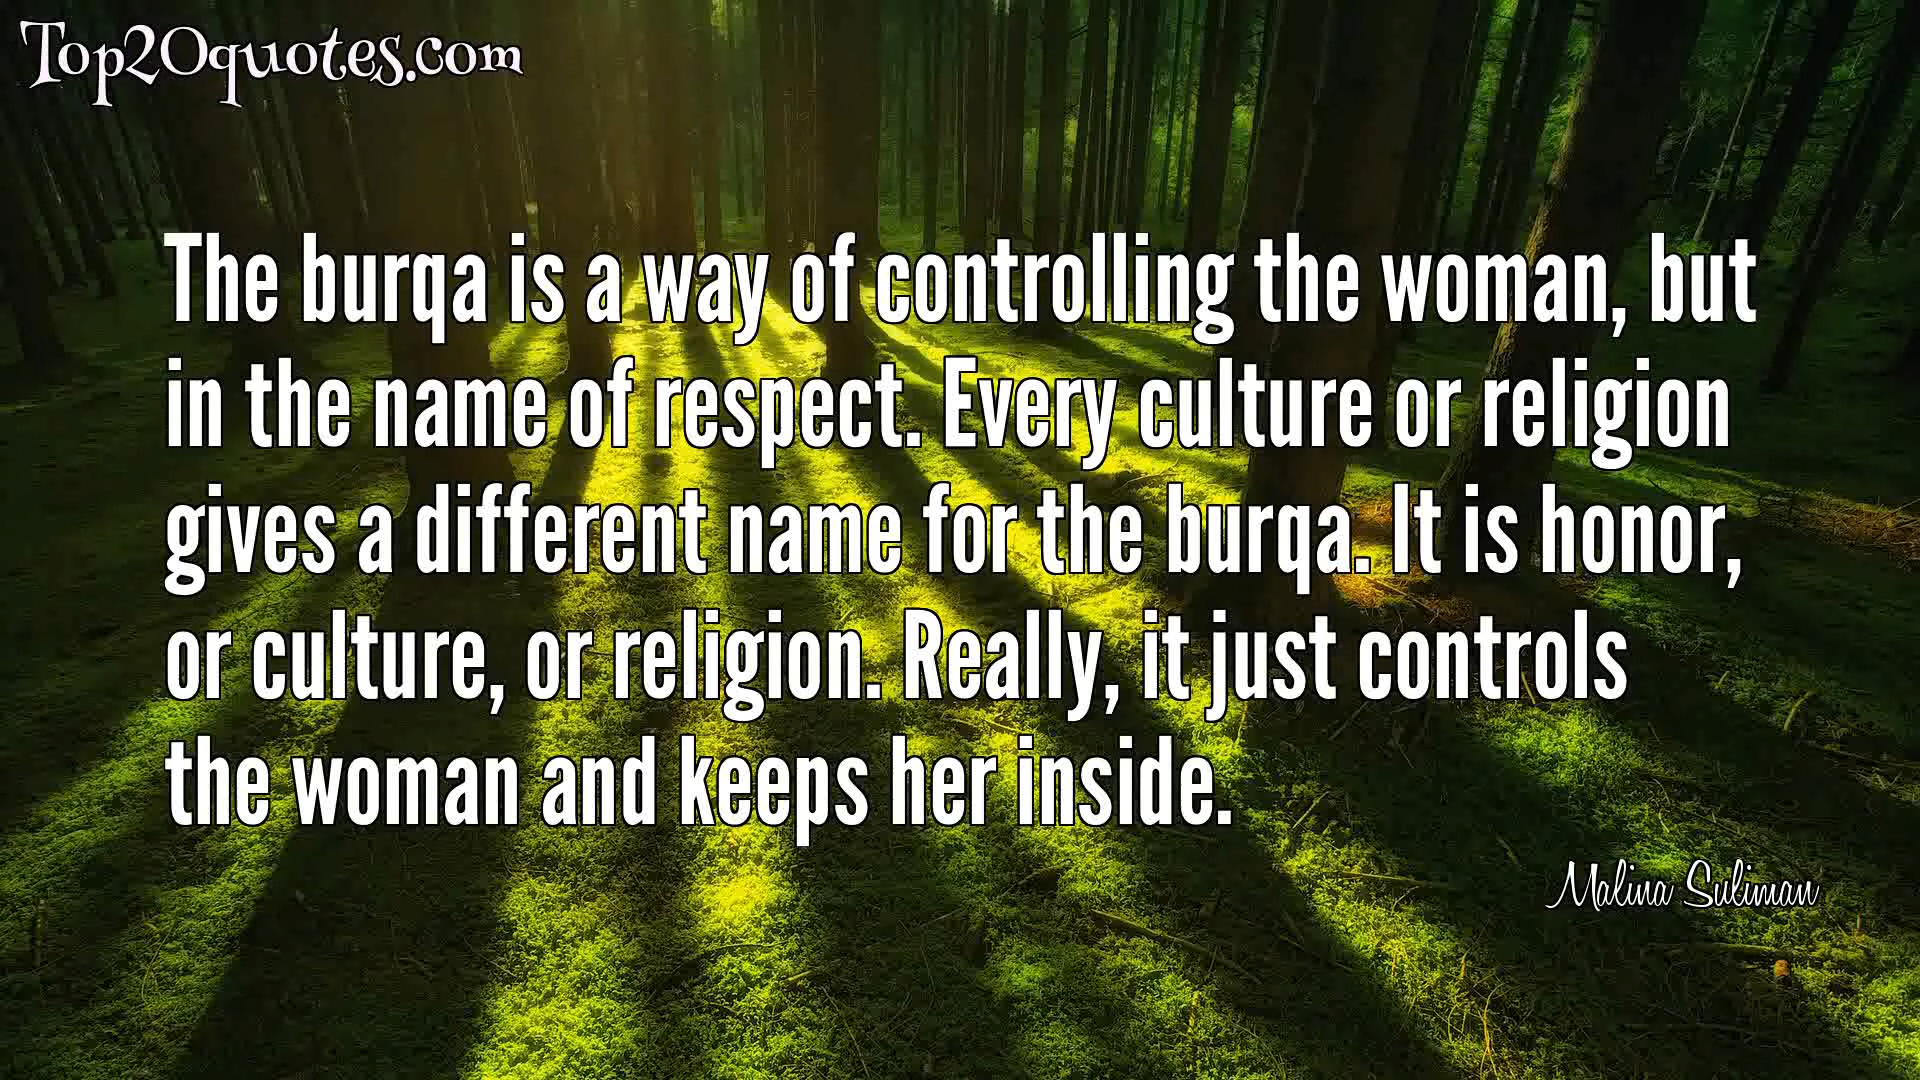 Top20quotes.com
The burqa is a way of controlling the woman, but
in the name of respect. Every culture or religion
gives a different name for the burqa. It is honor,
or culture, or religion. Really, it just controls
the woman and keeps her inside.
Malina Suliman